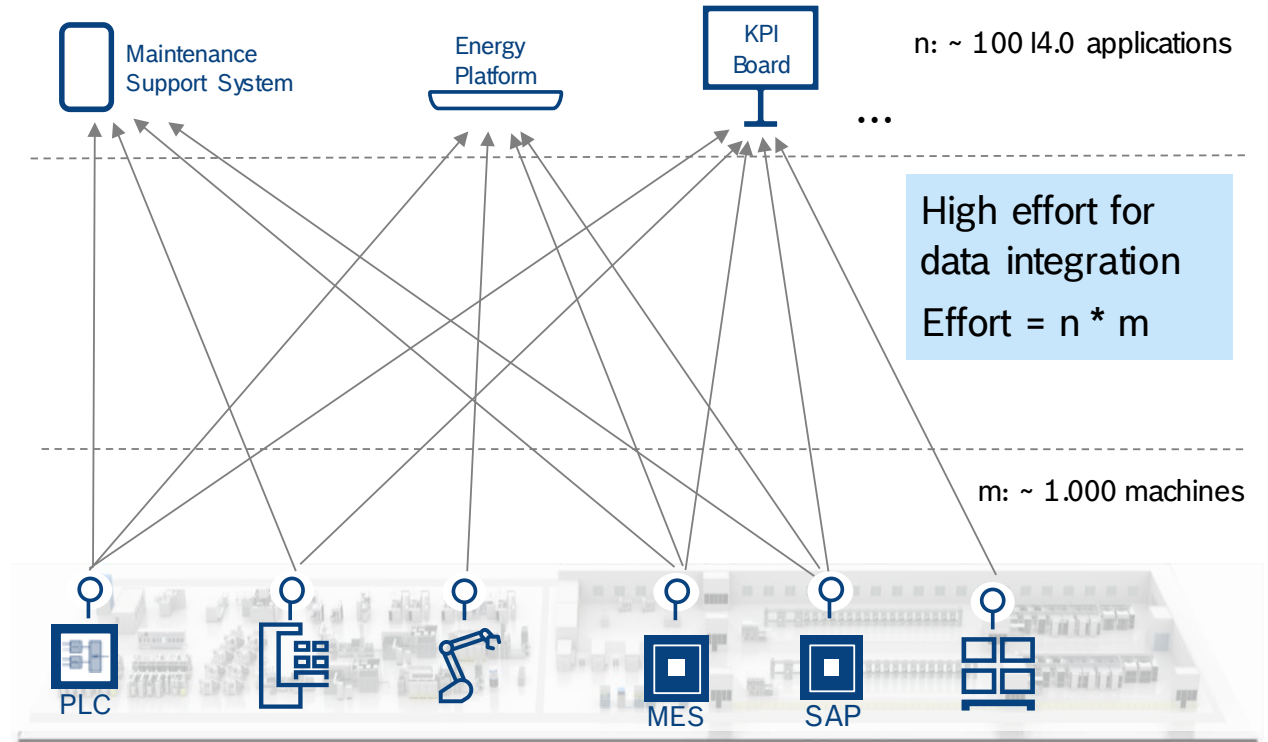 Maintenance
Support System
Energy
Platform
KPI
Board
n: ~ 100 I4.0 applications
...
High effort for
data integration
Effort = n * m
m: ~ 1.000 machines
PLC
MES
SAP